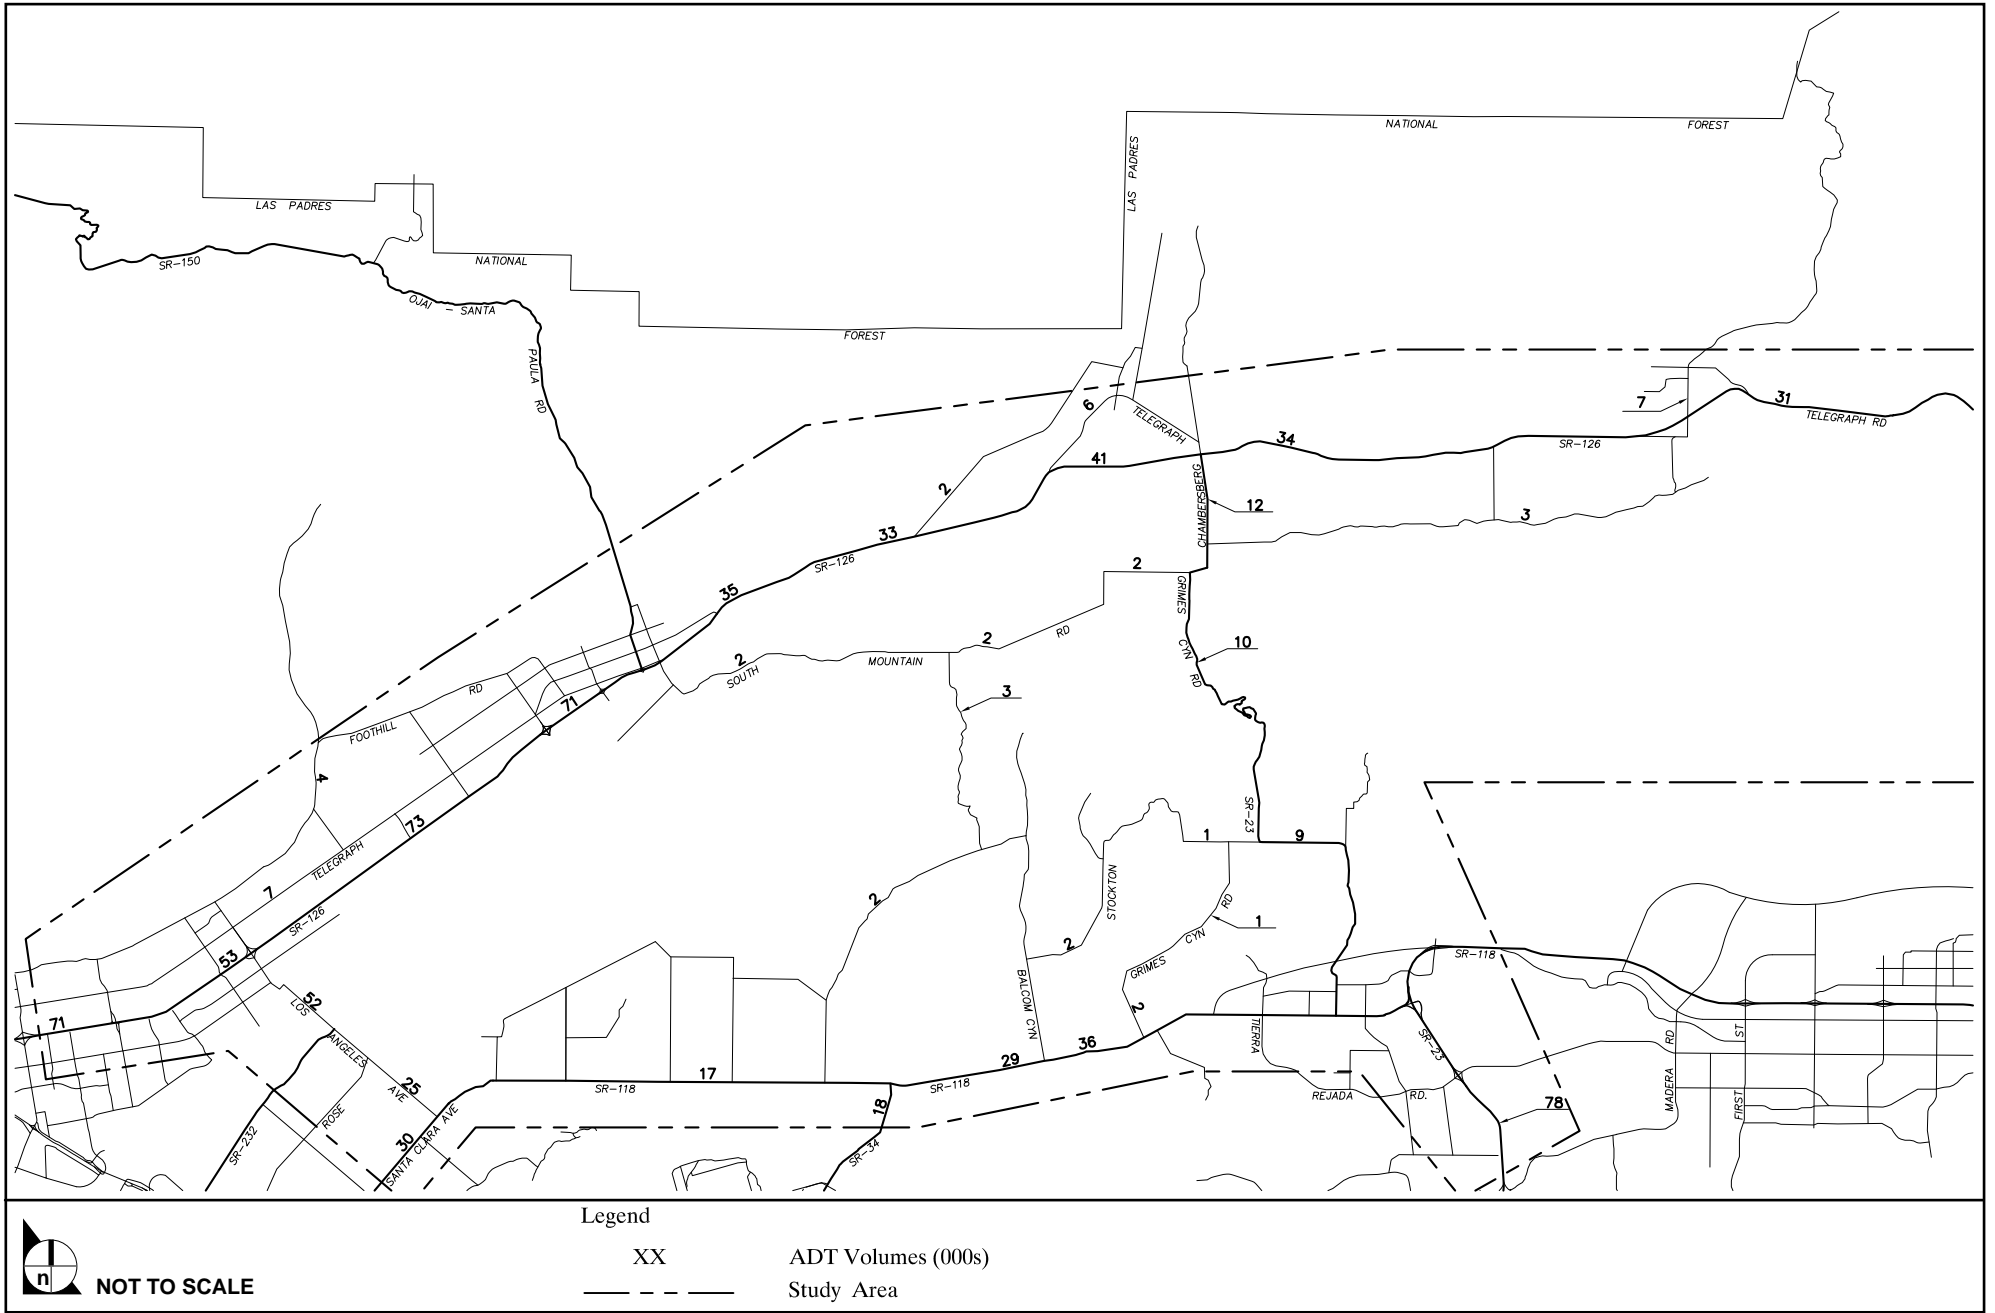 NATIONAL
FOREST
LAS PADRES
LAS PADRES
SR-150
NATIONAL
OJAI - SANTA
FOREST
PAULA RD
6
TELEGRAPH
7
31
TELEGRAPH RD
34
SR-126
41
2
CHAMBERSBERG
12
3
33
SR-126
2
GRIMES
CYN
RD
35
RD
10
2
2
SOUTH
MOUNTAIN
3
RD
FOOTHILL
71
4
73
SR-23
1
9
TELEGRAPH
7
SR-126
2
STOCKTON
RD
1
53
2
CYN
GRIMES
SR-118
52
LOS
BALCOM CYN
2
71
ANGELES
TIERRA
RD
ST
36
SR-23
29
17
SR-118
SR-118
25
AVE
18
REJADA
RD.
MADERA
FIRST
78
ROSE
30
SANTA CLARA AVE
SR-232
SR-34
Legend
XX
ADT Volumes (000s)
n
NOT TO SCALE
Study Area